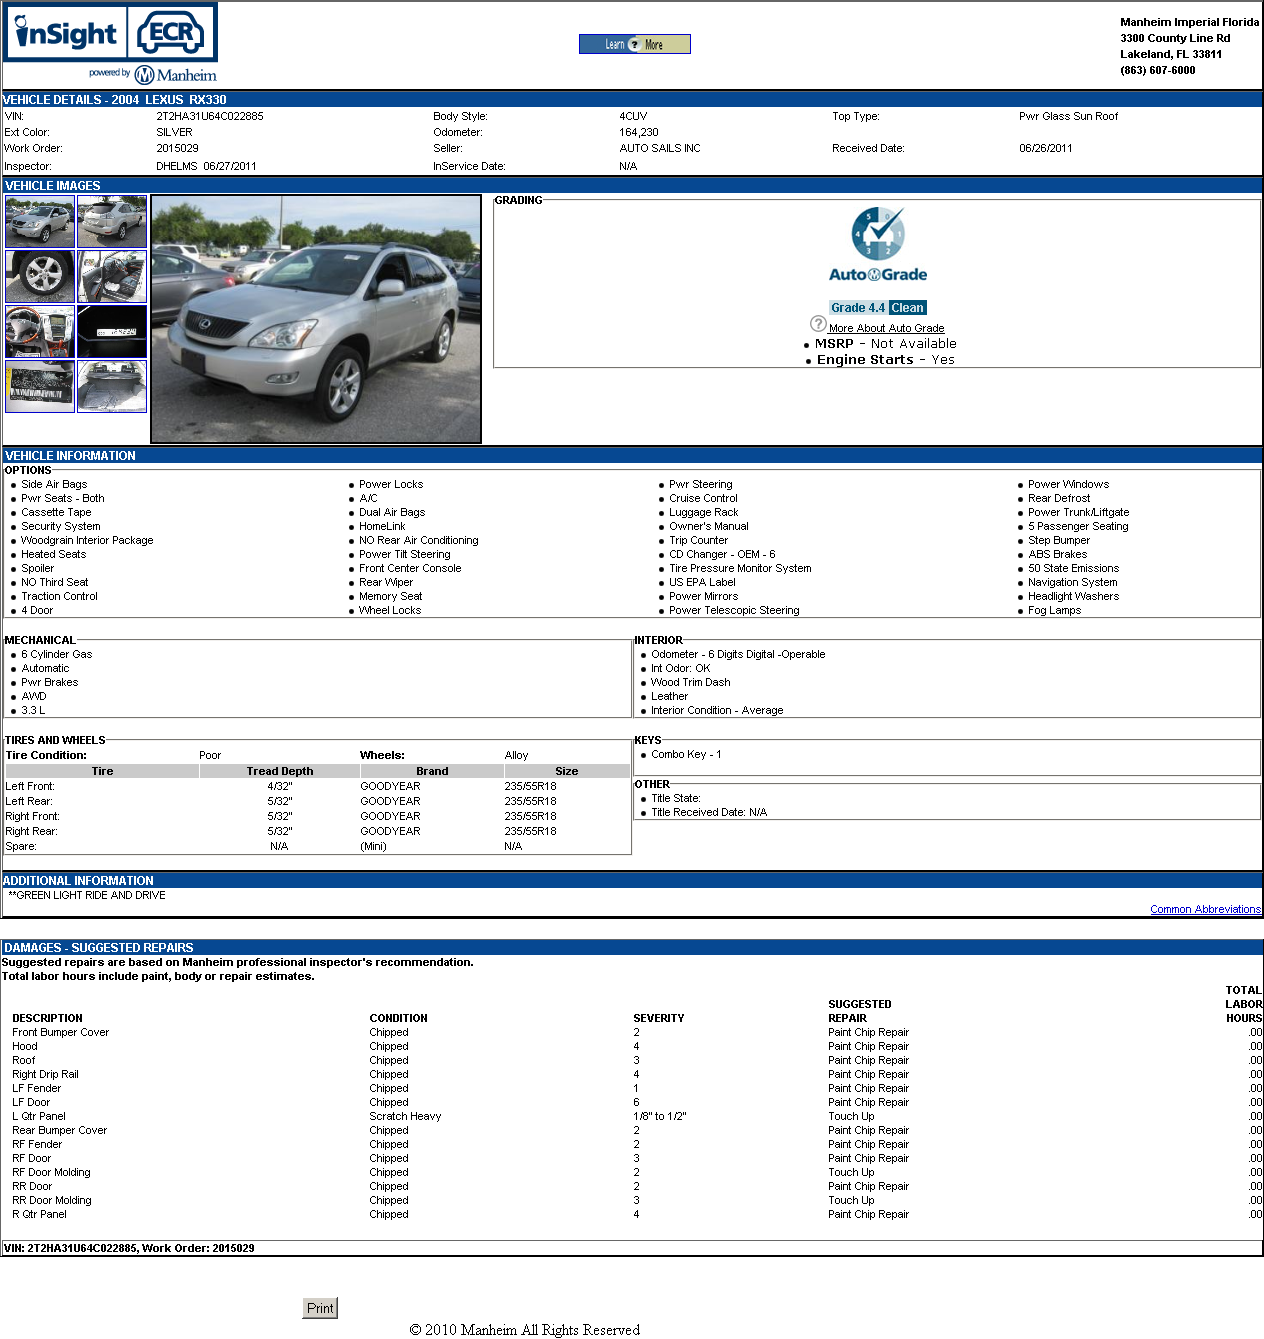 inSight ECR
powered by Manheim
Learn ? More
Manheim Imperial Florida
3300 County Line Rd
Lakeland, FL 33811
(863) 607-6000
VEHICLE DETAILS - 2004 LEXUS RX330
VIN: 2T2HA31U64C022885 Body Style: 4CUV Top Type: Pwr Glass Sun Roof
Ext Color: SILVER Odometer: 164,230
Work Order: 2015029 Seller: AUTO SAILS INC Received Date: 06/26/2011
Inspector: DHELMS 06/27/2011 InService Date: N/A
VEHICLE IMAGES
GRADING
5 0 4 1 3 2
Auto Grade
Grade 4.4 Clean
? More About Auto Grade
• MSRP - Not Available
• Engine Starts - Yes
VEHICLE INFORMATION
OPTIONS
• Side Air Bags • Power Locks • Pwr Steering • Power Windows
• Pwr Seats - Both • A/C • Cruise Control • Rear Defrost
• Cassette Tape • Dual Air Bags • Luggage Rack • Power Trunk/Liftgate
• Security System • HomeLink • Owner's Manual • 5 Passenger Seating
• Woodgrain Interior Package • NO Rear Air Conditioning • Trip Counter • Step Bumper
• Heated Seats • Power Tilt Steering • CD Changer - OEM - 6 • ABS Brakes
• Spoiler • Front Center Console • Tire Pressure Monitor System • 50 State Emissions
• NO Third Seat • Rear Wiper • US EPA Label • Navigation System
• Traction Control • Memory Seat • Power Mirrors • Headlight Washers
• 4 Door • Wheel Locks • Power Telescopic Steering • Fog Lamps
MECHANICAL
• 6 Cylinder Gas
• Automatic
• Pwr Brakes
• AWD
• 3.3 L
INTERIOR
• Odometer - 6 Digits Digital -Operable
• Int Odor: OK
• Wood Trim Dash
• Leather
• Interior Condition - Average
TIRES AND WHEELS
Tire Condition: Poor Wheels: Alloy
Tire Tread Depth Brand Size
Left Front: 4/32" GOODYEAR 235/55R18
Left Rear: 5/32" GOODYEAR 235/55R18
Right Front: 5/32" GOODYEAR 235/55R18
Right Rear: 5/32" GOODYEAR 235/55R18
Spare: N/A (Mini) N/A
KEYS
• Combo Key - 1
OTHER
• Title State:
• Title Received Date: N/A
ADDITIONAL INFORMATION
**GREEN LIGHT RIDE AND DRIVE
Common Abbreviations
DAMAGES - SUGGESTED REPAIRS
Suggested repairs are based on Manheim professional inspector's recommendation.
Total labor hours include paint, body or repair estimates.
TOTAL
SUGGESTED LABOR
DESCRIPTION CONDITION SEVERITY REPAIR HOURS
Front Bumper Cover Chipped 2 Paint Chip Repair .00
Hood Chipped 4 Paint Chip Repair .00
Roof Chipped 3 Paint Chip Repair .00
Right Drip Rail Chipped 4 Paint Chip Repair .00
LF Fender Chipped 1 Paint Chip Repair .00
LF Door Chipped 6 Paint Chip Repair .00
L Qtr Panel Scratch Heavy 1/8" to 1/2" Touch Up .00
Rear Bumper Cover Chipped 2 Paint Chip Repair .00
RF Fender Chipped 2 Paint Chip Repair .00
RF Door Chipped 3 Paint Chip Repair .00
RF Door Molding Chipped 2 Touch Up .00
RR Door Chipped 2 Paint Chip Repair .00
RR Door Molding Chipped 3 Touch Up .00
R Qtr Panel Chipped 4 Paint Chip Repair .00
VIN: 2T2HA31U64C022885, Work Order: 2015029
Print
© 2010 Manheim All Rights Reserved